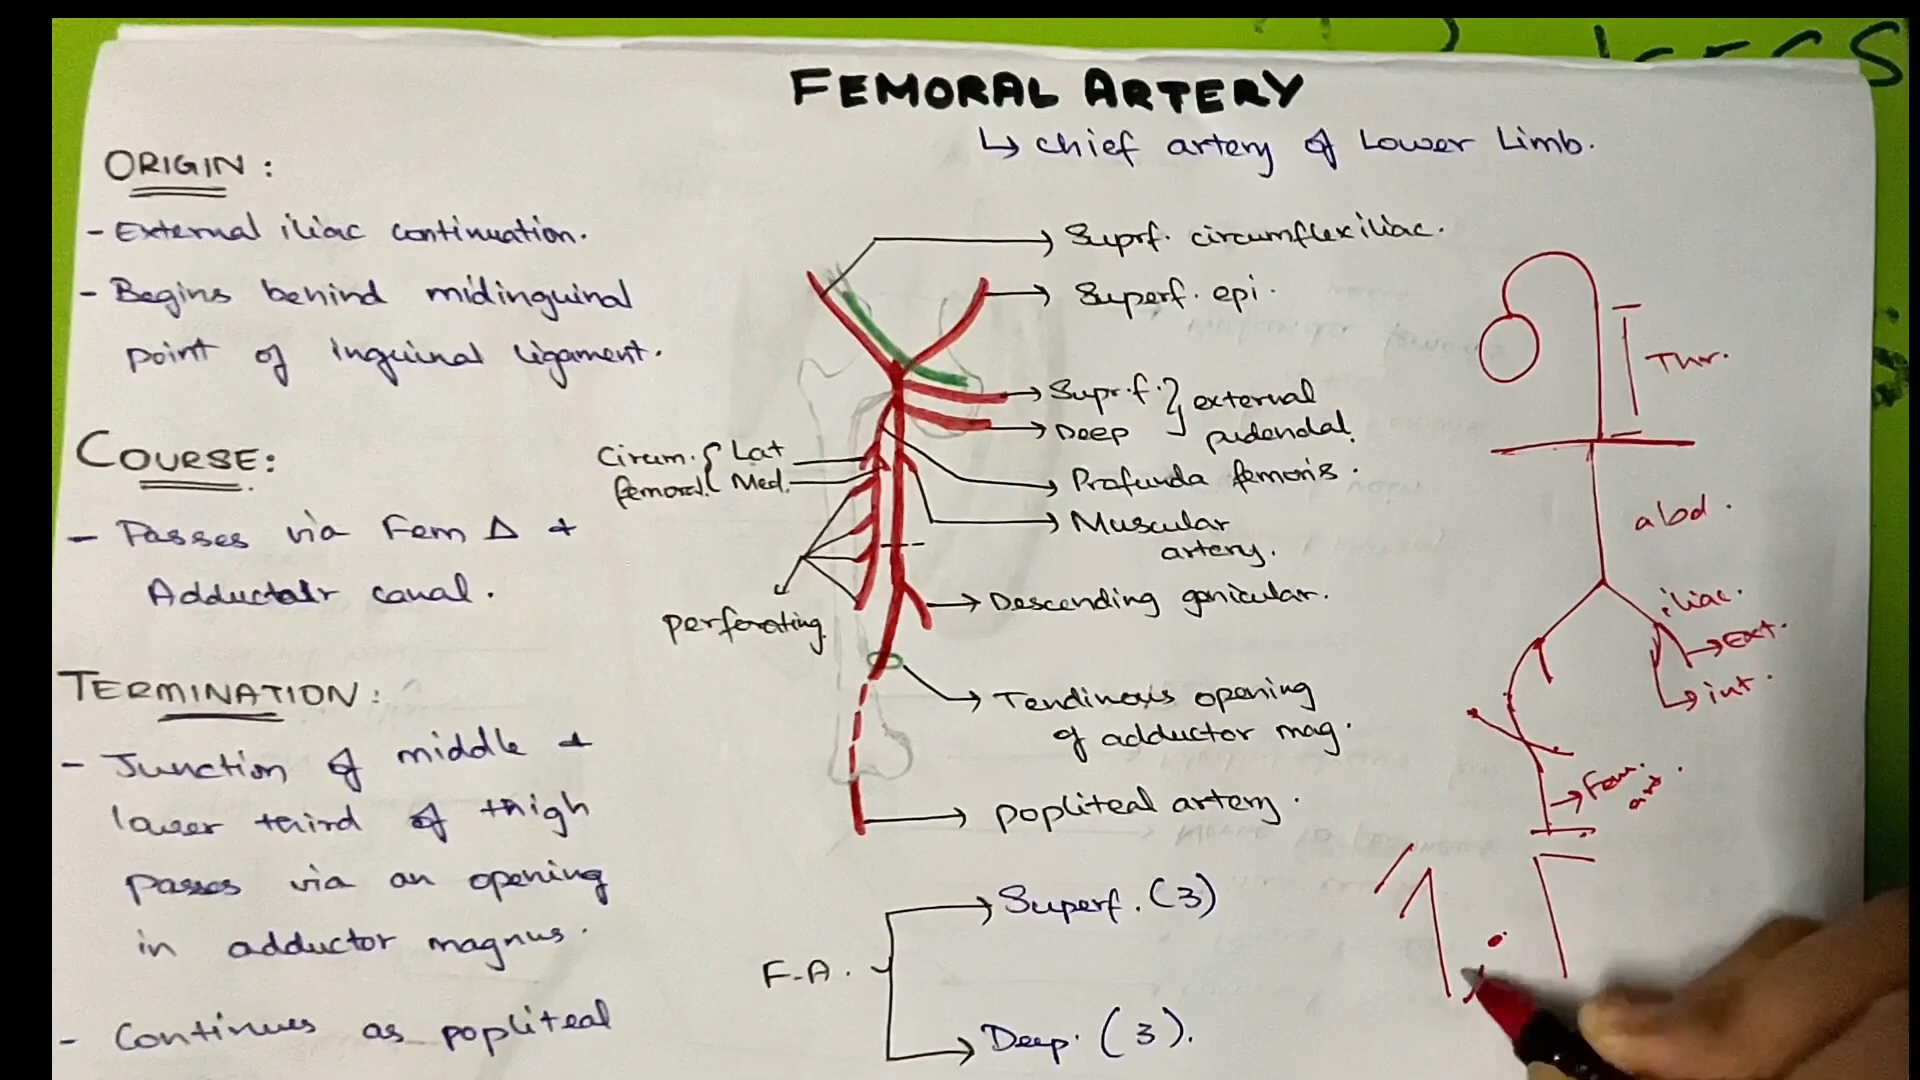 FEMORAL ARTERY
↳ chief artery of Lower Limb.
ORIGIN :
- External iliac continuation.
- Begins behind midinguinal
point of inguinal ligament.
COURSE :
- Passes via Fem Δ +
Adductor canal.
TERMINATION :
- Junction of middle +
lower third of thigh
passes via an opening
in adductor magnus.
- Continues as popliteal
Suprf. circumflex iliac.
Superf. epi.
Supr.f.
Deep
external
pudendal.
Circum.
femoral.
Lat
Med.
Profunda femoris.
Muscular
artery.
perforating
Descending genicular.
Tendinous opening
of adductor mag.
popliteal artery.
F.A.
Superf. (3)
Deep. (3).
Thr.
abd.
iliac.
Ext.
int.
Fem.
art.